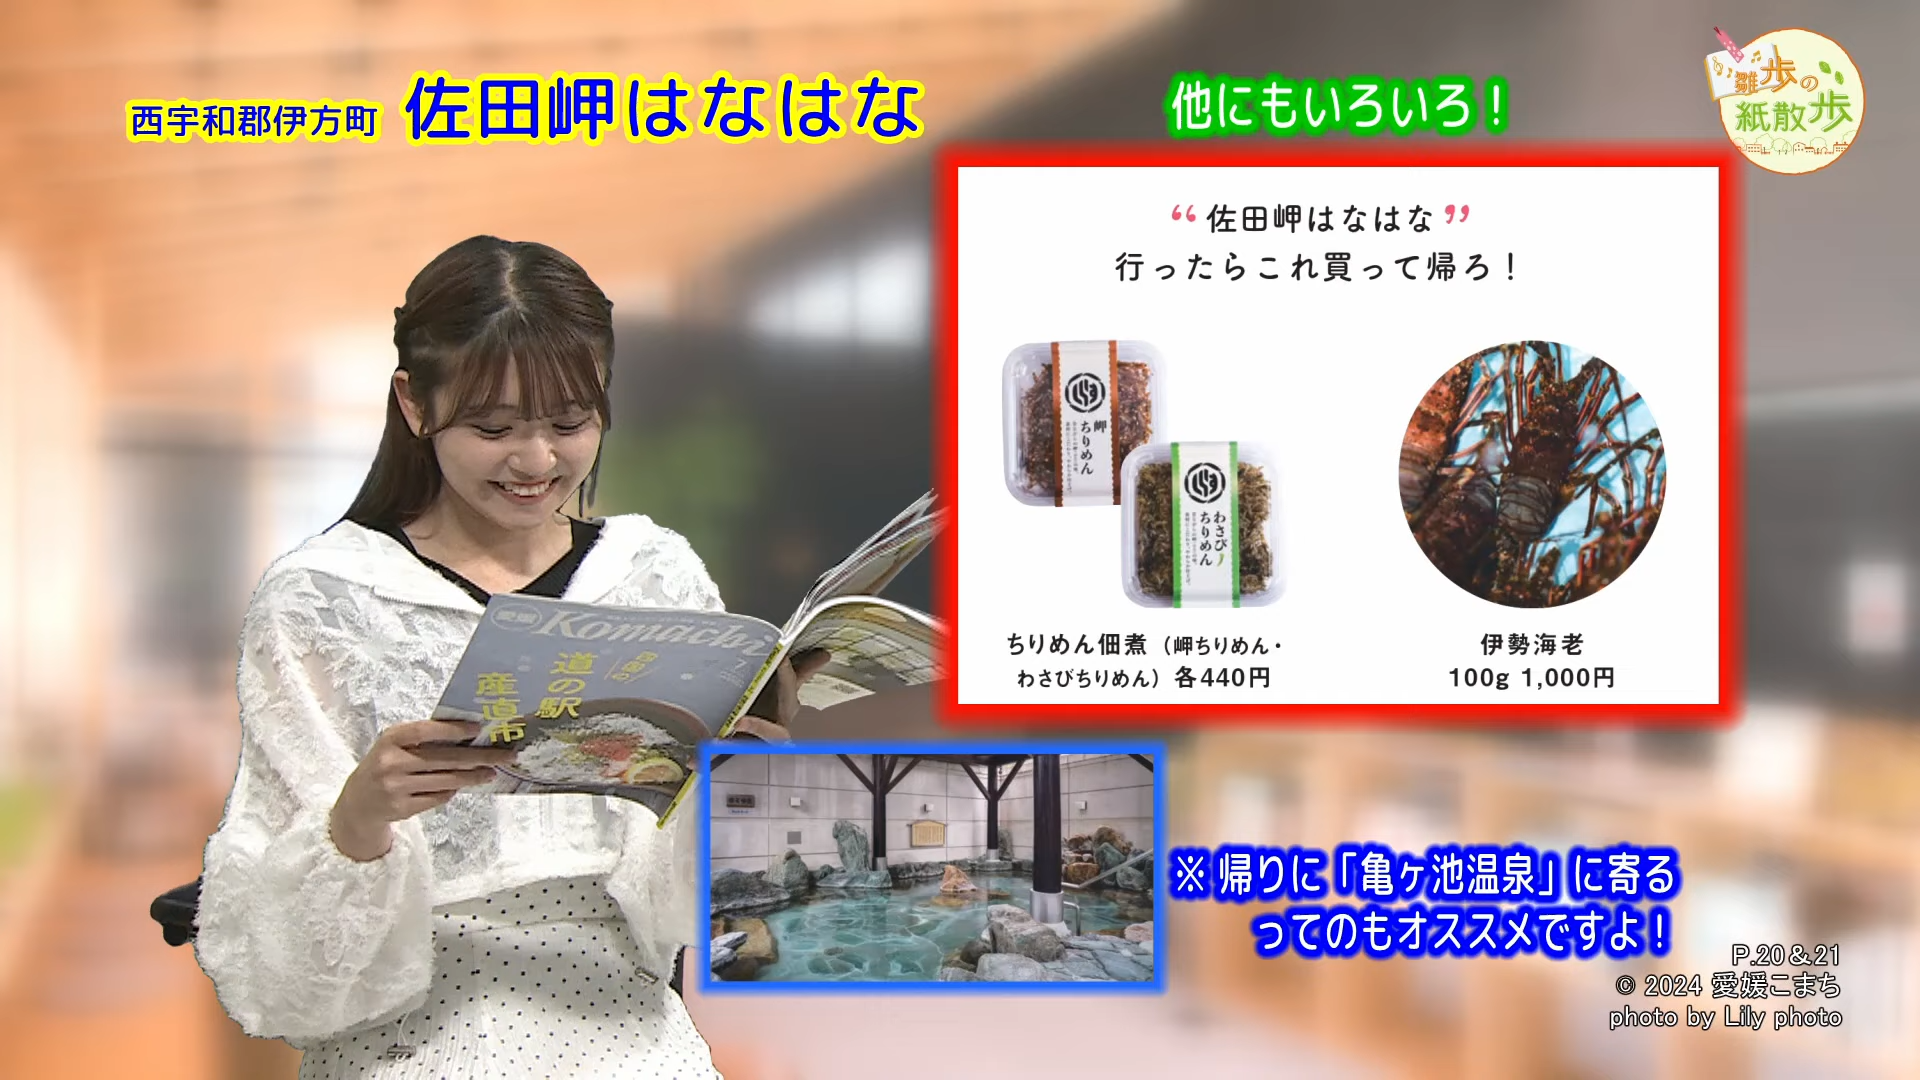 西宇和郡伊方町 佐田岬はなはな
他にもいろいろ！
雛歩の
紙散歩
“佐田岬はなはな”
行ったらこれ買って帰ろ！
岬
ちりめん
わさび
ちりめん
ちりめん佃煮（岬ちりめん・
わさびちりめん）各440円
伊勢海老
100g 1,000円
愛媛
Komachi
7
四国の
道の駅
産直市
※帰りに「亀ヶ池温泉」に寄る
ってのもオススメですよ！
P.20＆21
© 2024 愛媛こまち
photo by Lily photo